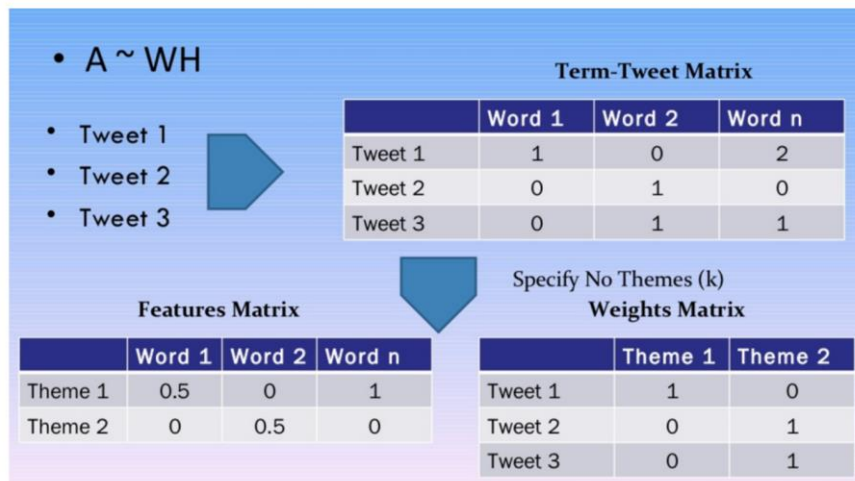 • A ~ WH
Term-Tweet Matrix
• Tweet 1
• Tweet 2
• Tweet 3
Word 1 Word 2 Word n
Tweet 1 1 0 2
Tweet 2 0 1 0
Tweet 3 0 1 1
Specify No Themes (k)
Features Matrix
Word 1 Word 2 Word n
Theme 1 0.5 0 1
Theme 2 0 0.5 0
Weights Matrix
Theme 1 Theme 2
Tweet 1 1 0
Tweet 2 0 1
Tweet 3 0 1